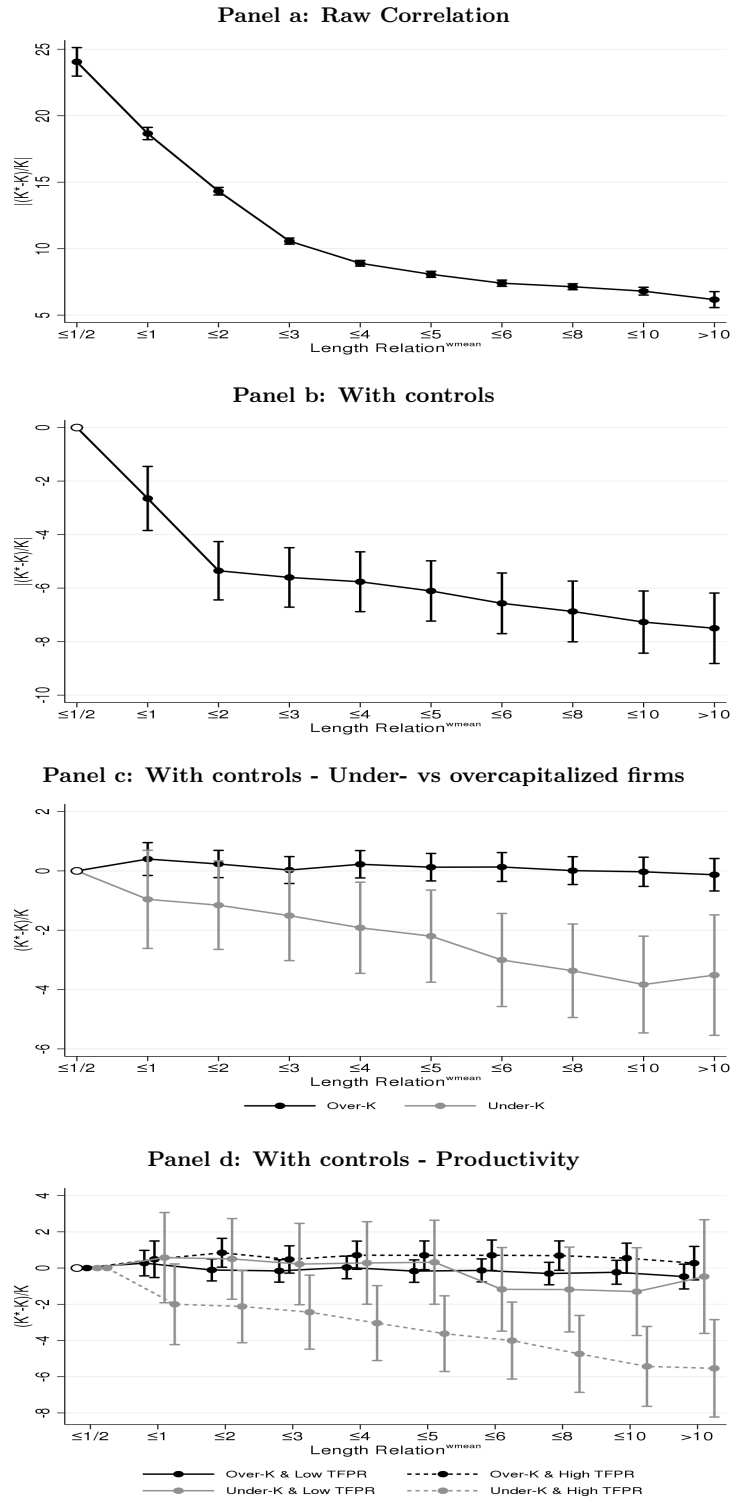 Panel a: Raw Correlation
|(K*-K)/K|
25
20
15
10
5
≤1/2 ≤1 ≤2 ≤3 ≤4 ≤5 ≤6 ≤8 ≤10 >10
Length Relation^wmean
Panel b: With controls
|(K*-K)/K|
0
-2
-4
-6
-8
-10
≤1/2 ≤1 ≤2 ≤3 ≤4 ≤5 ≤6 ≤8 ≤10 >10
Length Relation^wmean
Panel c: With controls - Under- vs overcapitalized firms
(K*-K)/K
2
0
-2
-4
-6
≤1/2 ≤1 ≤2 ≤3 ≤4 ≤5 ≤6 ≤8 ≤10 >10
Length Relation^wmean
Over-K Under-K
Panel d: With controls - Productivity
(K*-K)/K
4
2
0
-2
-4
-6
-8
≤1/2 ≤1 ≤2 ≤3 ≤4 ≤5 ≤6 ≤8 ≤10 >10
Length Relation^wmean
Over-K & Low TFPR Over-K & High TFPR
Under-K & Low TFPR Under-K & High TFPR